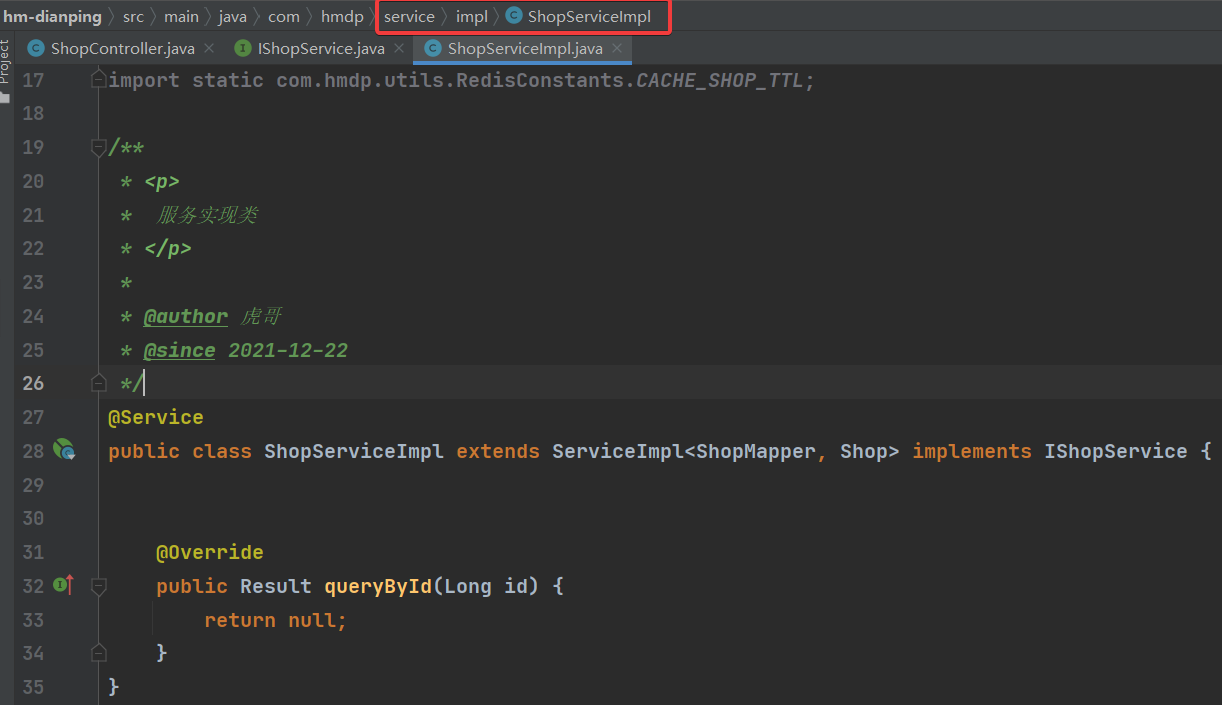 hm-dianping src main java com hmdp service impl ShopServiceImpl
ShopController.java IShopService.java ShopServiceImpl.java
Project
17 import static com.hmdp.utils.RedisConstants.CACHE_SHOP_TTL;
18
19 /**
20 * <p>
21 * 服务实现类
22 * </p>
23 *
24 * @author 虎哥
25 * @since 2021-12-22
26 */
27 @Service
28 public class ShopServiceImpl extends ServiceImpl<ShopMapper, Shop> implements IShopService {
29
30
31 @Override
32 public Result queryById(Long id) {
33 return null;
34 }
35 }